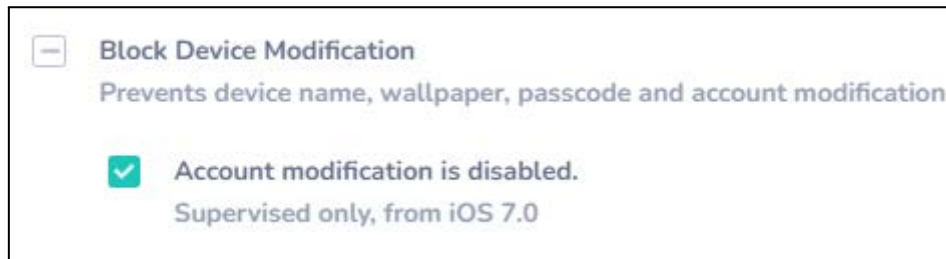 Block Device Modification
Prevents device name, wallpaper, passcode and account modification
Account modification is disabled.
Supervised only, from iOS 7.0